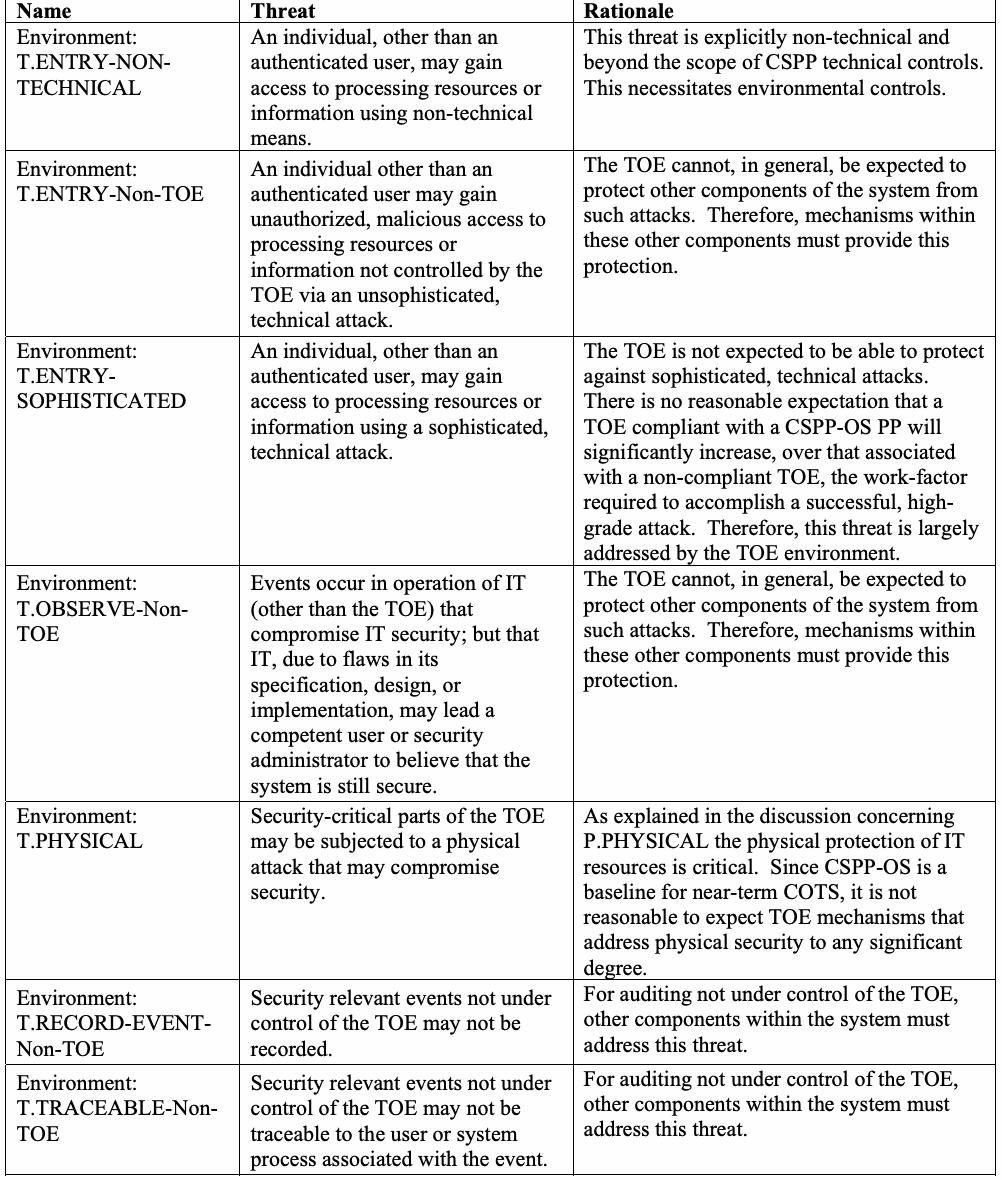 Name Threat Rationale
Environment:
T.ENTRY-NON-
TECHNICAL
An individual, other than an
authenticated user, may gain
access to processing resources or
information using non-technical
means.
This threat is explicitly non-technical and
beyond the scope of CSPP technical controls.
This necessitates environmental controls.
Environment:
T.ENTRY-Non-TOE
An individual other than an
authenticated user may gain
unauthorized, malicious access to
processing resources or
information not controlled by the
TOE via an unsophisticated,
technical attack.
The TOE cannot, in general, be expected to
protect other components of the system from
such attacks.  Therefore, mechanisms within
these other components must provide this
protection.
Environment:
T.ENTRY-
SOPHISTICATED
An individual, other than an
authenticated user, may gain
access to processing resources or
information using a sophisticated,
technical attack.
The TOE is not expected to be able to protect
against sophisticated, technical attacks.
There is no reasonable expectation that a
TOE compliant with a CSPP-OS PP will
significantly increase, over that associated
with a non-compliant TOE, the work-factor
required to accomplish a successful, high-
grade attack.  Therefore, this threat is largely
addressed by the TOE environment.
Environment:
T.OBSERVE-Non-
TOE
Events occur in operation of IT
(other than the TOE) that
compromise IT security; but that
IT, due to flaws in its
specification, design, or
implementation, may lead a
competent user or security
administrator to believe that the
system is still secure.
The TOE cannot, in general, be expected to
protect other components of the system from
such attacks.  Therefore, mechanisms within
these other components must provide this
protection.
Environment:
T.PHYSICAL
Security-critical parts of the TOE
may be subjected to a physical
attack that may compromise
security.
As explained in the discussion concerning
P.PHYSICAL the physical protection of IT
resources is critical.  Since CSPP-OS is a
baseline for near-term COTS, it is not
reasonable to expect TOE mechanisms that
address physical security to any significant
degree.
Environment:
T.RECORD-EVENT-
Non-TOE
Security relevant events not under
control of the TOE may not be
recorded.
For auditing not under control of the TOE,
other components within the system must
address this threat.
Environment:
T.TRACEABLE-Non-
TOE
Security relevant events not under
control of the TOE may not be
traceable to the user or system
process associated with the event.
For auditing not under control of the TOE,
other components within the system must
address this threat.